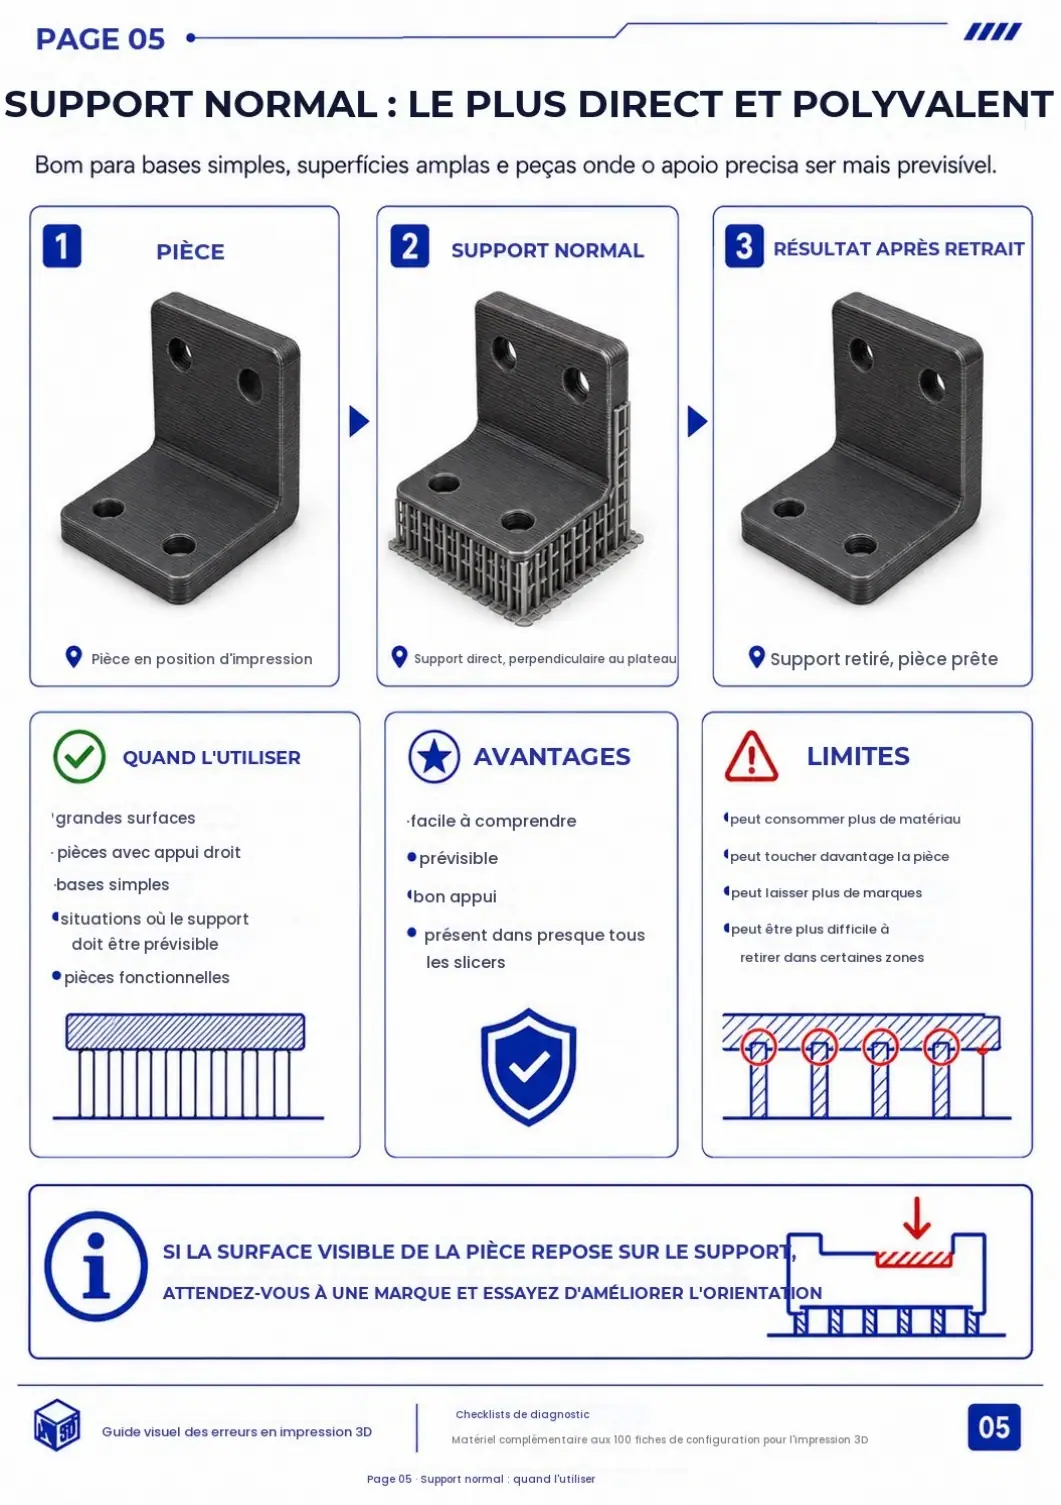 PAGE 05
SUPPORT NORMAL : LE PLUS DIRECT ET POLYVALENT
Bom para bases simples, superfícies amplas e peças onde o apoio precisa ser mais previsível.
1
PIÈCE
Pièce en position d'impression
2
SUPPORT NORMAL
Support direct, perpendiculaire au plateau
3
RÉSULTAT APRÈS RETRAIT
Support retiré, pièce prête
QUAND L'UTILISER
grandes surfaces
· pièces avec appui droit
·bases simples
•situations où le support
doit être prévisible
•pièces fonctionnelles
AVANTAGES
·facile à comprendre
•prévisible
•bon appui
• présent dans presque tous
les slicers
LIMITES
•peut consommer plus de matériau
•peut toucher davantage la pièce
•peut laisser plus de marques
•peut être plus difficile à
retirer dans certaines zones
SI LA SURFACE VISIBLE DE LA PIÈCE REPOSE SUR LE SUPPORT,
ATTENDEZ-VOUS À UNE MARQUE ET ESSAYEZ D'AMÉLIORER L'ORIENTATION
3D
Guide visuel des erreurs en impression 3D
Checklists de diagnostic
Matériel complémentaire aux 100 fiches de configuration pour l'impression 3D
05
Page 05 · Support normal : quand l'utiliser